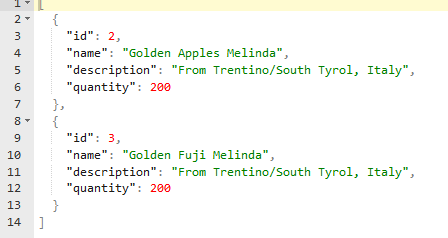 1 [
2 {
3 "id": 2,
4 "name": "Golden Apples Melinda",
5 "description": "From Trentino/South Tyrol, Italy",
6 "quantity": 200
7 },
8 {
9 "id": 3,
10 "name": "Golden Fuji Melinda",
11 "description": "From Trentino/South Tyrol, Italy",
12 "quantity": 200
13 }
14 ]